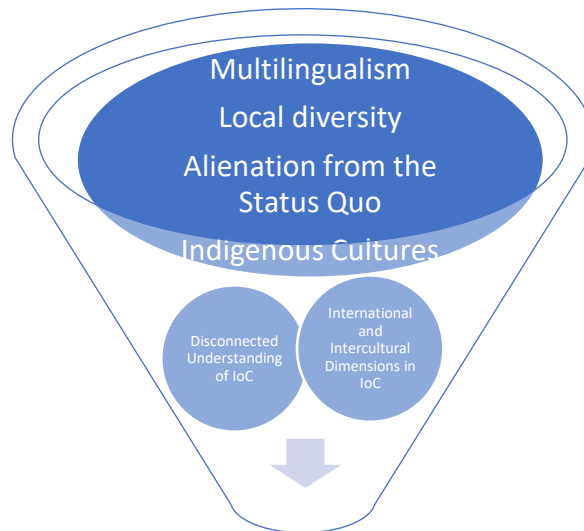 Multilingualism
Local diversity
Alienation from the
Status Quo
Indigenous Cultures
Disconnected
Understanding
of IoC
International
and
Intercultural
Dimensions in
IoC